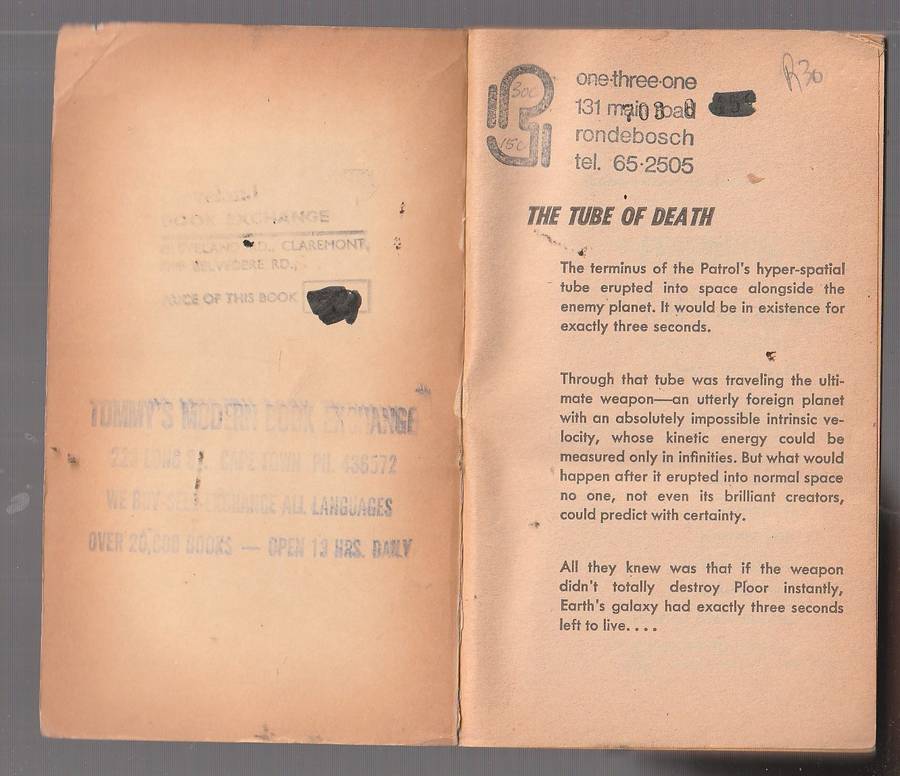 BOOK EXCHANGE
CLAREMONT,
BELVEDERE RD.,
OF THIS BOOK
TOMMY'S MODERN BOOK EXCHANGE
LONG ST. CAPE TOWN PH. 438572
WE BUY-SELL-EXCHANGE ALL LANGUAGES
OVER 20,000 BOOKS — OPEN 13 HRS. DAILY
30c
15c
one·three·one
131 main road
703
rondebosch
tel. 65·2505
R30
THE TUBE OF DEATH
The terminus of the Patrol's hyper-spatial
tube erupted into space alongside the
enemy planet. It would be in existence for
exactly three seconds.
Through that tube was traveling the ulti-
mate weapon—an utterly foreign planet
with an absolutely impossible intrinsic ve-
locity, whose kinetic energy could be
measured only in infinities. But what would
happen after it erupted into normal space
no one, not even its brilliant creators,
could predict with certainty.
All they knew was that if the weapon
didn't totally destroy Ploor instantly,
Earth's galaxy had exactly three seconds
left to live....